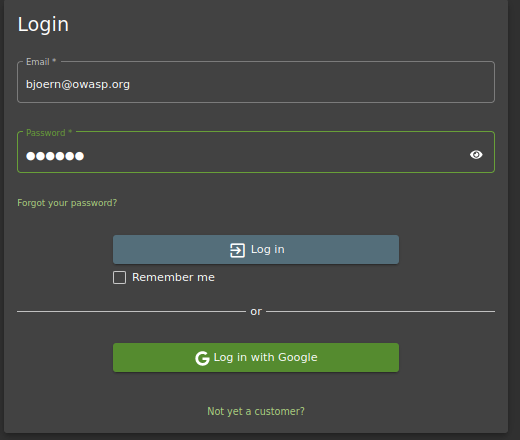 Login
Email *
bjoern@owasp.org
Password *
●●●●●●
Forgot your password?
Log in
Remember me
or
Log in with Google
Not yet a customer?